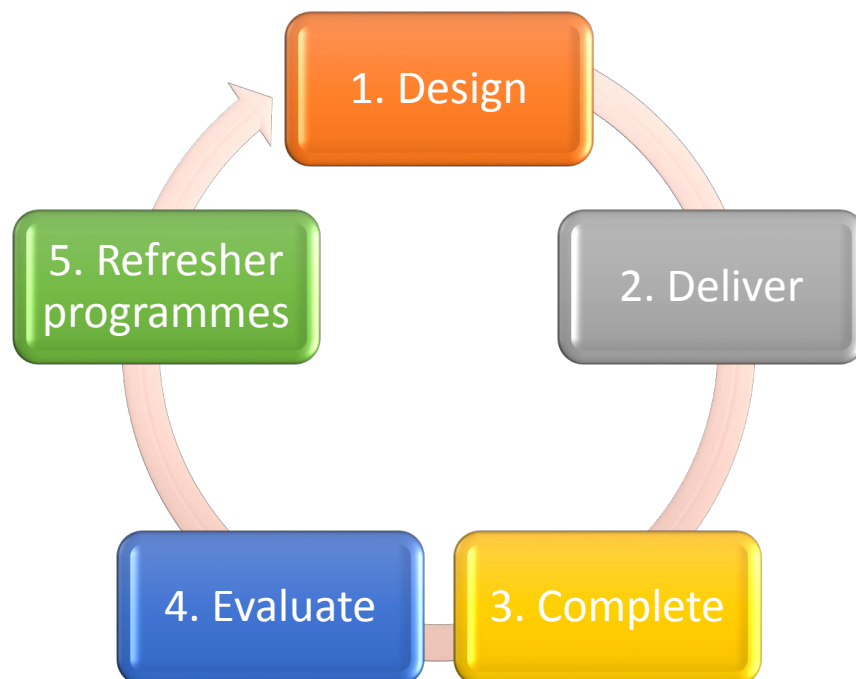 1. Design
2. Deliver
3. Complete
4. Evaluate
5. Refresher
programmes